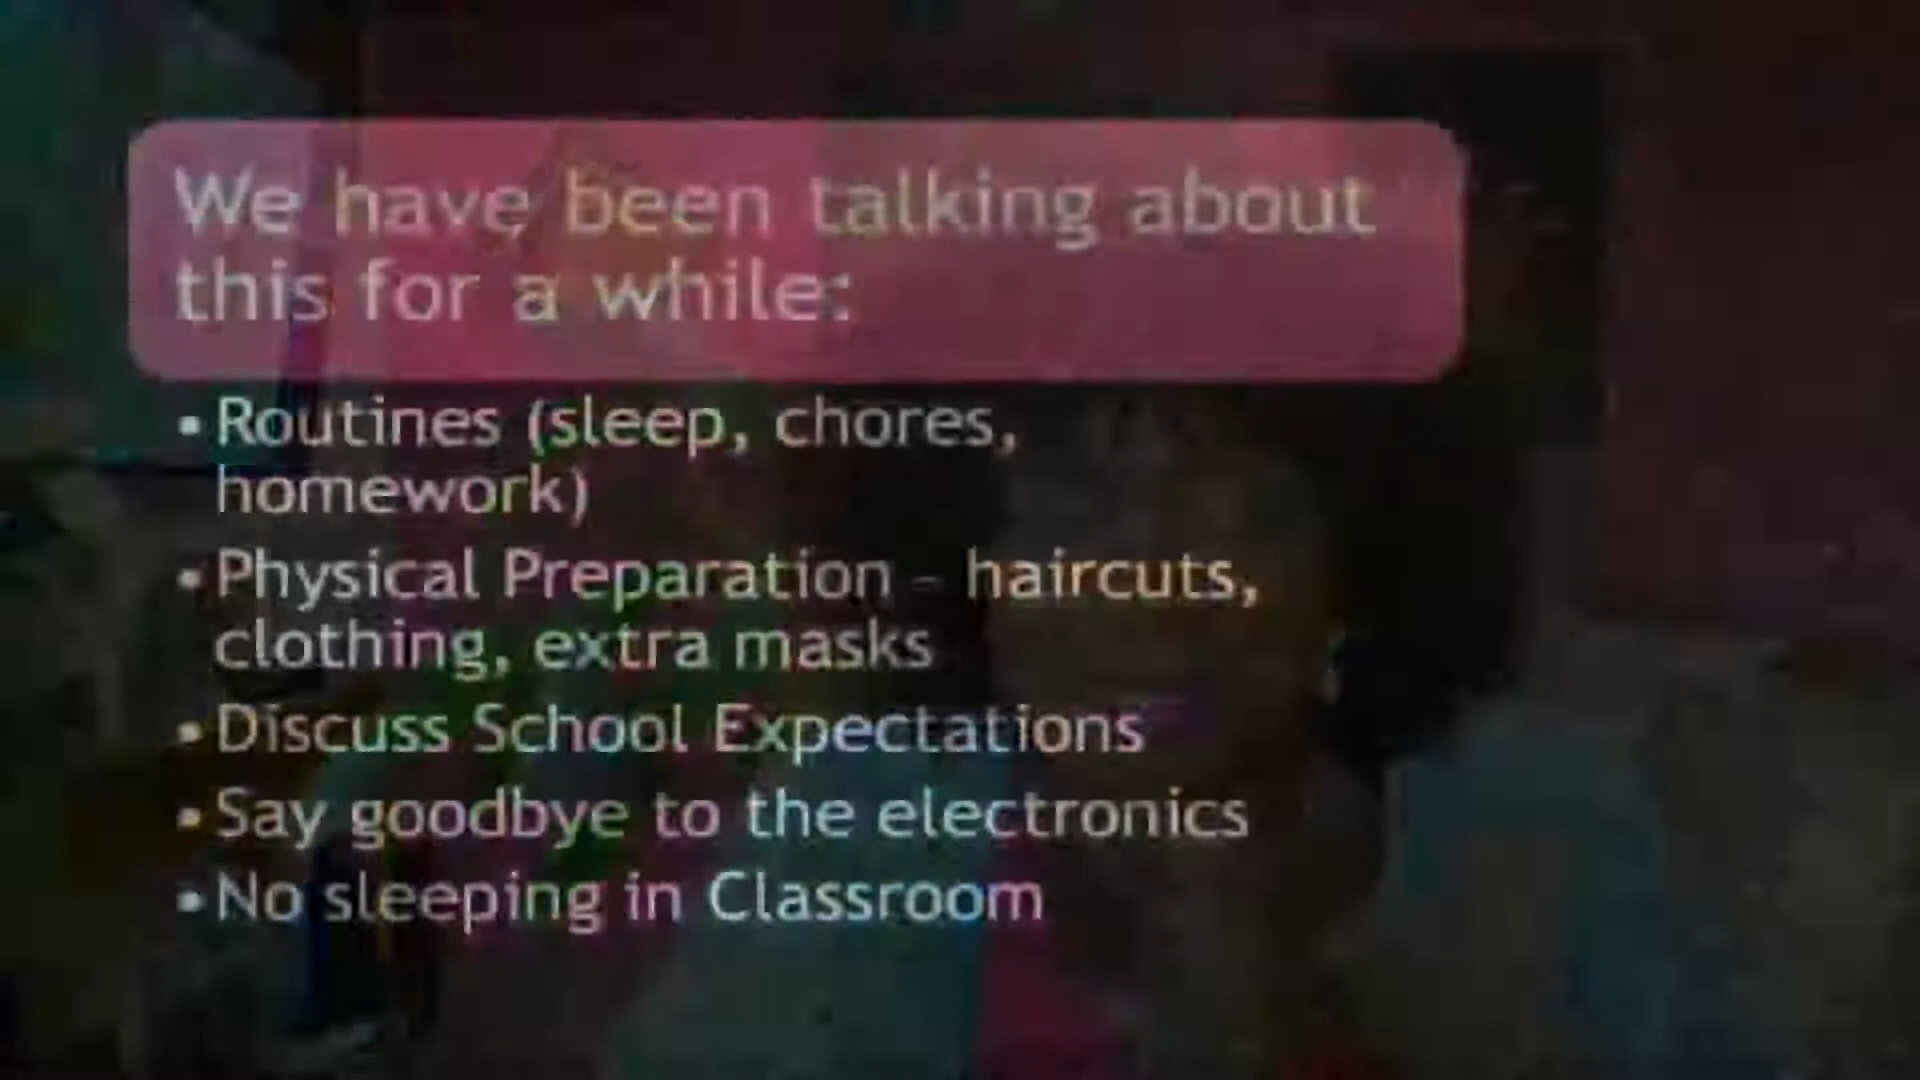 We have been talking about
this for a while:
• Routines (sleep, chores,
homework)
• Physical Preparation – haircuts,
clothing, extra masks
• Discuss School Expectations
• Say goodbye to the electronics
• No sleeping in Classroom